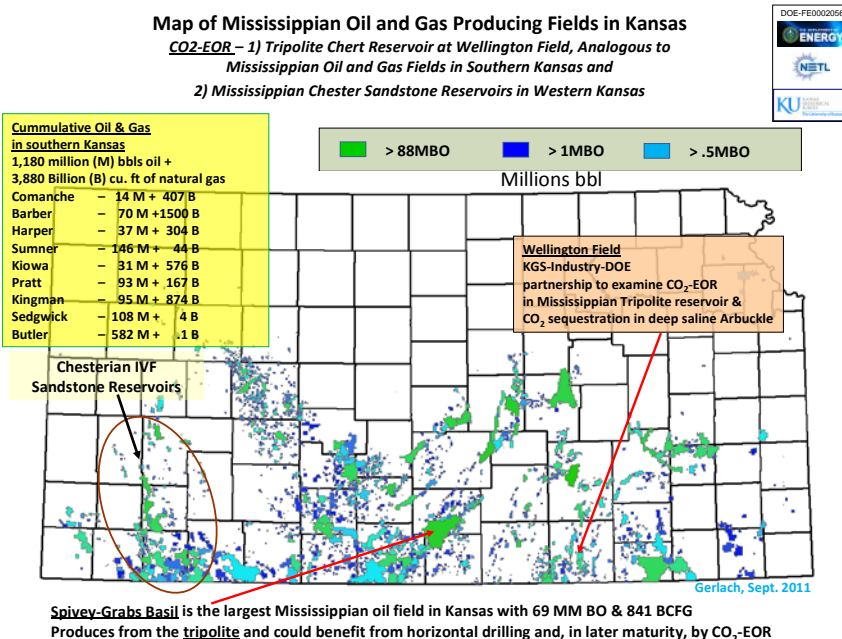 Map of Mississippian Oil and Gas Producing Fields in Kansas
CO2-EOR – 1) Tripolite Chert Reservoir at Wellington Field, Analogous to
Mississippian Oil and Gas Fields in Southern Kansas and
2) Mississippian Chester Sandstone Reservoirs in Western Kansas
DOE-FE0002056
ENERGY
NETL
KU
Cummulative Oil & Gas
in southern Kansas
1,180 million (M) bbls oil +
3,880 Billion (B) cu. ft of natural gas
Comanche – 14 M + 407 B
Barber – 70 M +1500 B
Harper – 37 M + 304 B
Sumner – 146 M + 44 B
Kiowa – 31 M + 576 B
Pratt – 93 M + 167 B
Kingman – 95 M + 874 B
Sedgwick – 108 M + 4 B
Butler – 582 M + .1 B
> 88MBO > 1MBO > .5MBO
Millions bbl
Wellington Field
KGS-Industry-DOE
partnership to examine CO₂-EOR
in Mississippian Tripolite reservoir &
CO₂ sequestration in deep saline Arbuckle
Chesterian IVF
Sandstone Reservoirs
Gerlach, Sept. 2011
Spivey-Grabs Basil is the largest Mississippian oil field in Kansas with 69 MM BO & 841 BCFG
Produces from the tripolite and could benefit from horizontal drilling and, in later maturity, by CO₂-EOR